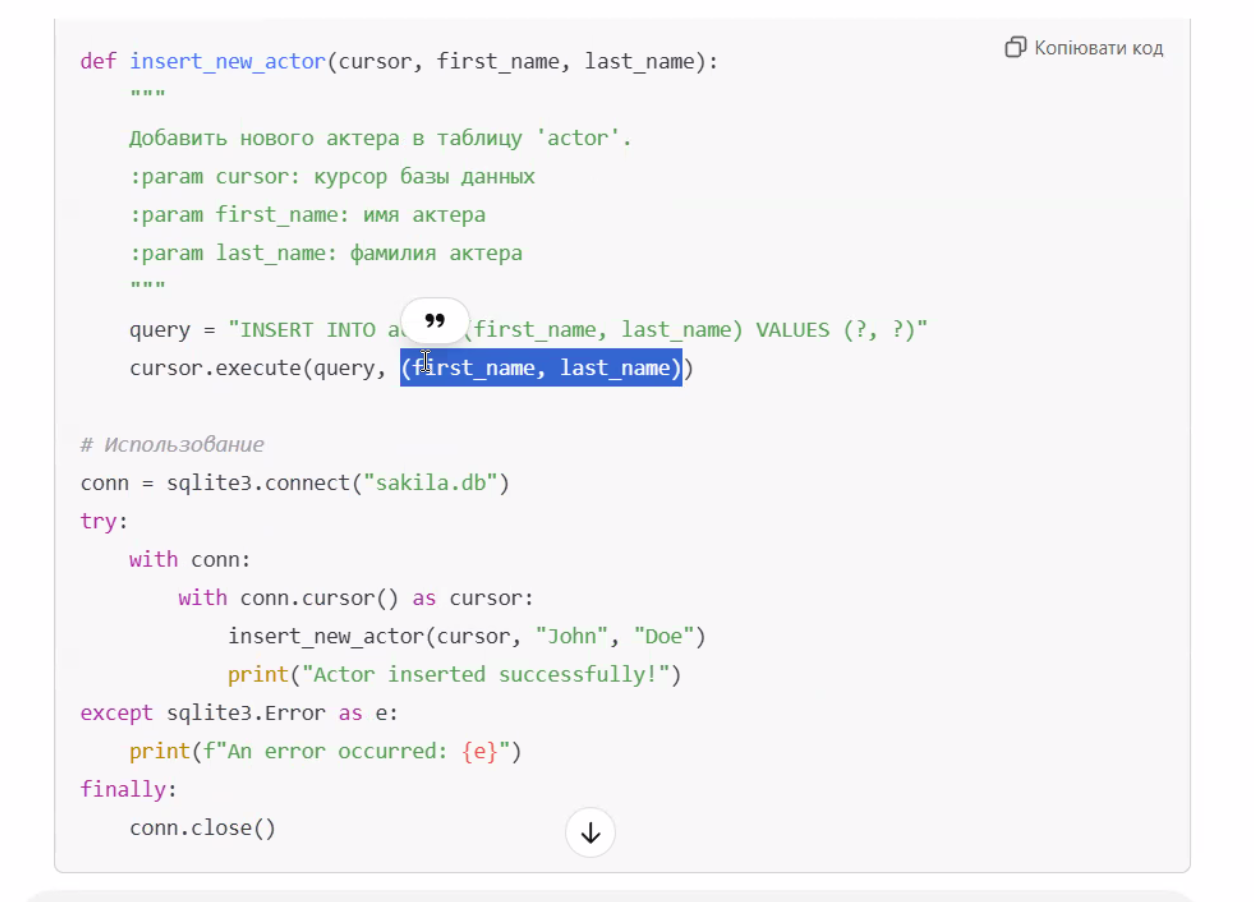 Копіювати код
def insert_new_actor(cursor, first_name, last_name):
"""
Добавить нового актера в таблицу 'actor'.
:param cursor: курсор базы данных
:param first_name: имя актера
:param last_name: фамилия актера
"""
query = "INSERT INTO (first_name, last_name) VALUES (?, ?)"
cursor.execute(query, (first_name, last_name))
# Использование
conn = sqlite3.connect("sakila.db")
try:
with conn:
with conn.cursor() as cursor:
insert_new_actor(cursor, "John", "Doe")
print("Actor inserted successfully!")
except sqlite3.Error as e:
print(f"An error occurred: {e}")
finally:
conn.close()